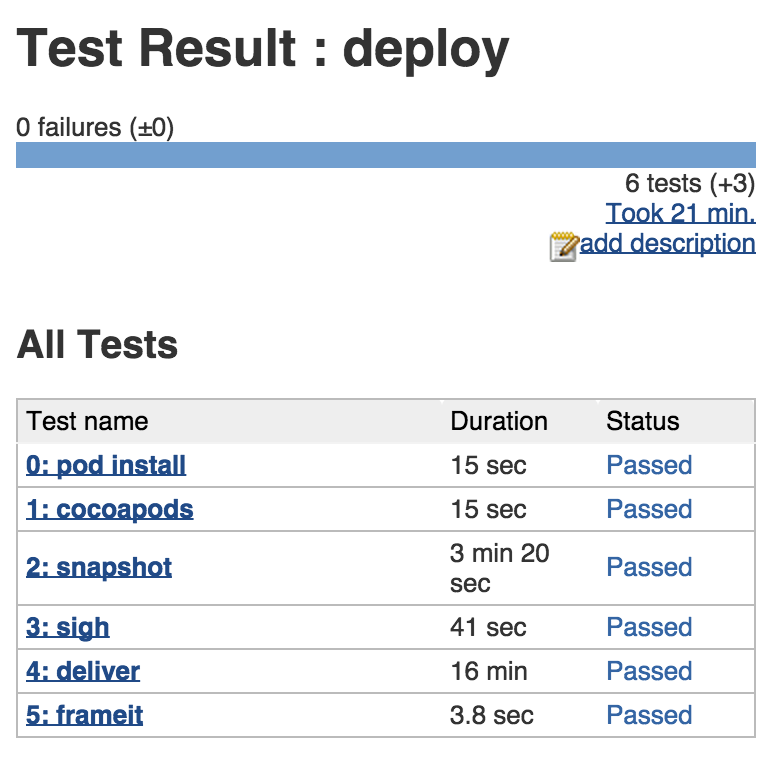 Test Result : deploy
0 failures (±0)
6 tests (+3)
Took 21 min.
add description
All Tests
Test name Duration Status
0: pod install 15 sec Passed
1: cocoapods 15 sec Passed
2: snapshot 3 min 20 sec Passed
3: sigh 41 sec Passed
4: deliver 16 min Passed
5: frameit 3.8 sec Passed